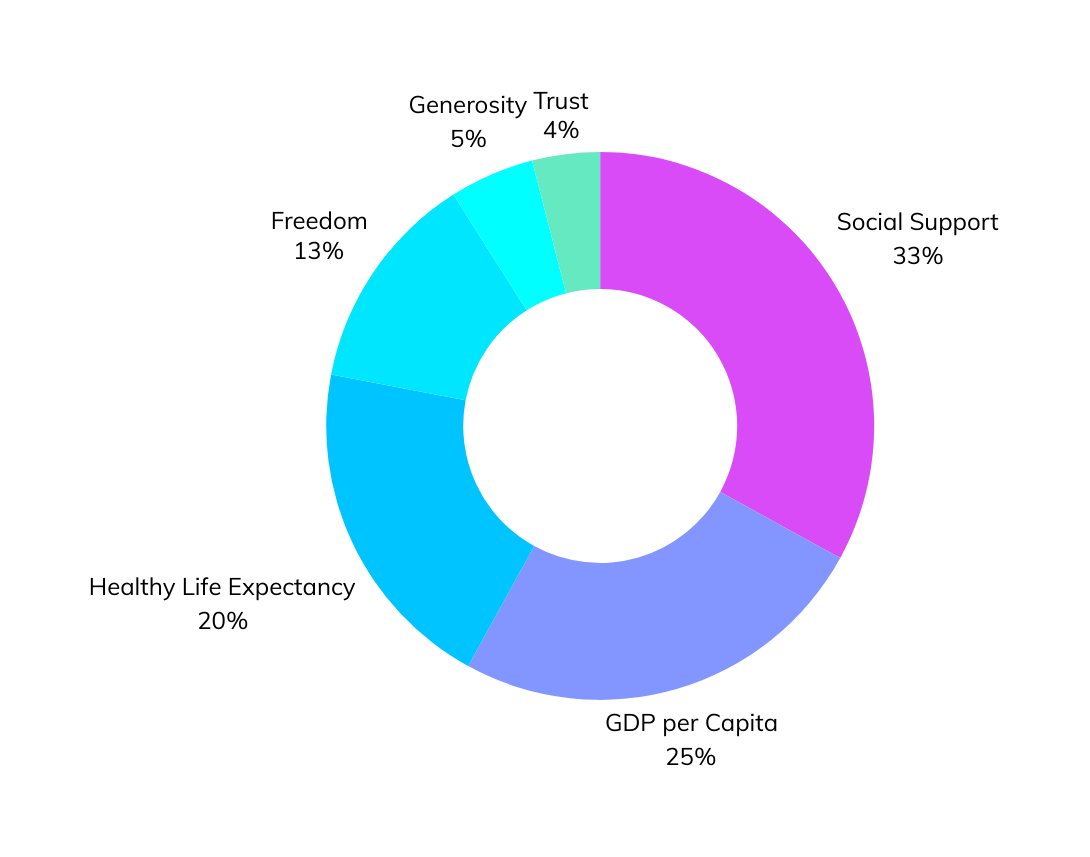 Generosity
5%
Trust
4%
Freedom
13%
Social Support
33%
Healthy Life Expectancy
20%
GDP per Capita
25%